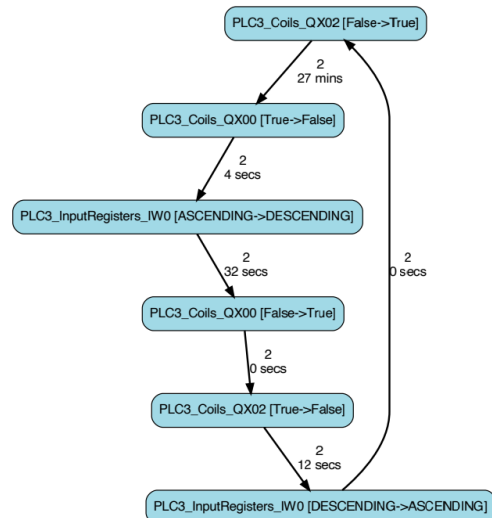 PLC3_Coils_QX02 [False->True]
2
27 mins
PLC3_Coils_QX00 [True->False]
2
4 secs
PLC3_InputRegisters_IW0 [ASCENDING->DESCENDING]
2
0 secs
2
32 secs
PLC3_Coils_QX00 [False->True]
2
0 secs
PLC3_Coils_QX02 [True->False]
2
12 secs
PLC3_InputRegisters_IW0 [DESCENDING->ASCENDING]